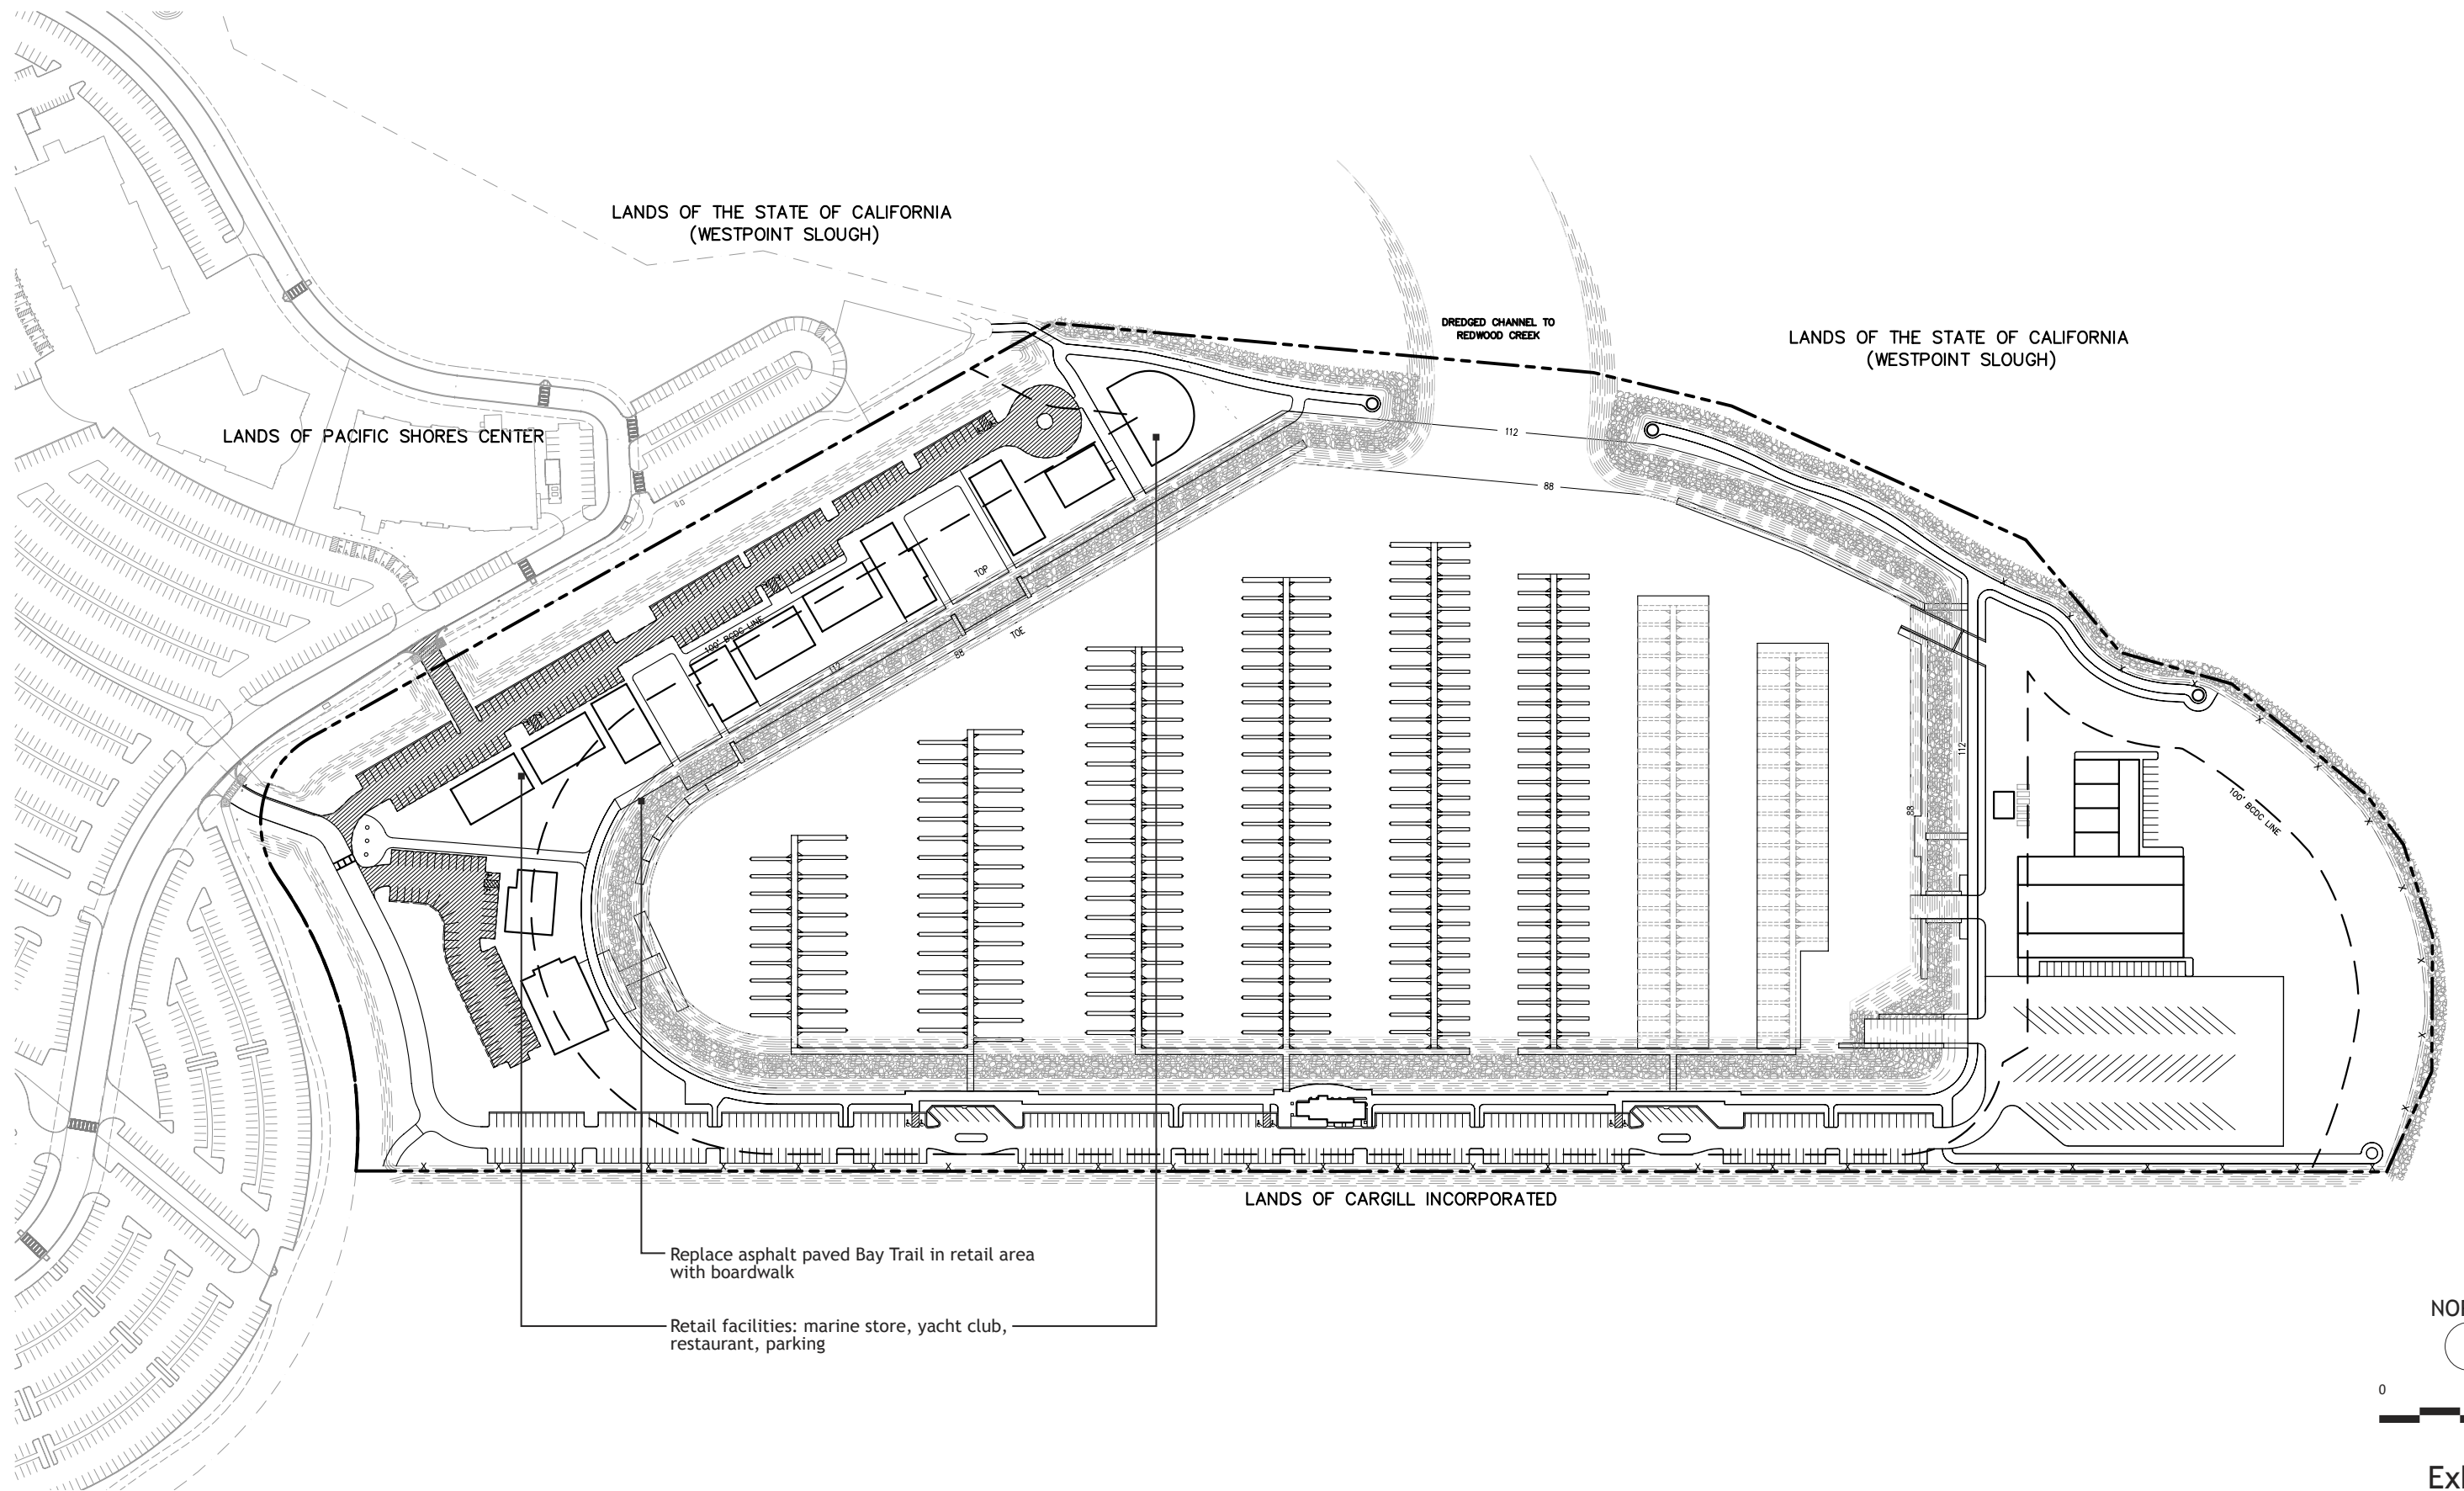 LANDS OF THE STATE OF CALIFORNIA
(WESTPOINT SLOUGH)
DREDGED CHANNEL TO
REDWOOD CREEK
LANDS OF THE STATE OF CALIFORNIA
(WESTPOINT SLOUGH)
LANDS OF PACIFIC SHORES CENTER
112
88
TOP
100' BCDC LINE
TOE
88
112
112
88
100' BCDC LINE
LANDS OF CARGILL INCORPORATED
Replace asphalt paved Bay Trail in retail area
with boardwalk
Retail facilities: marine store, yacht club,
restaurant, parking
0